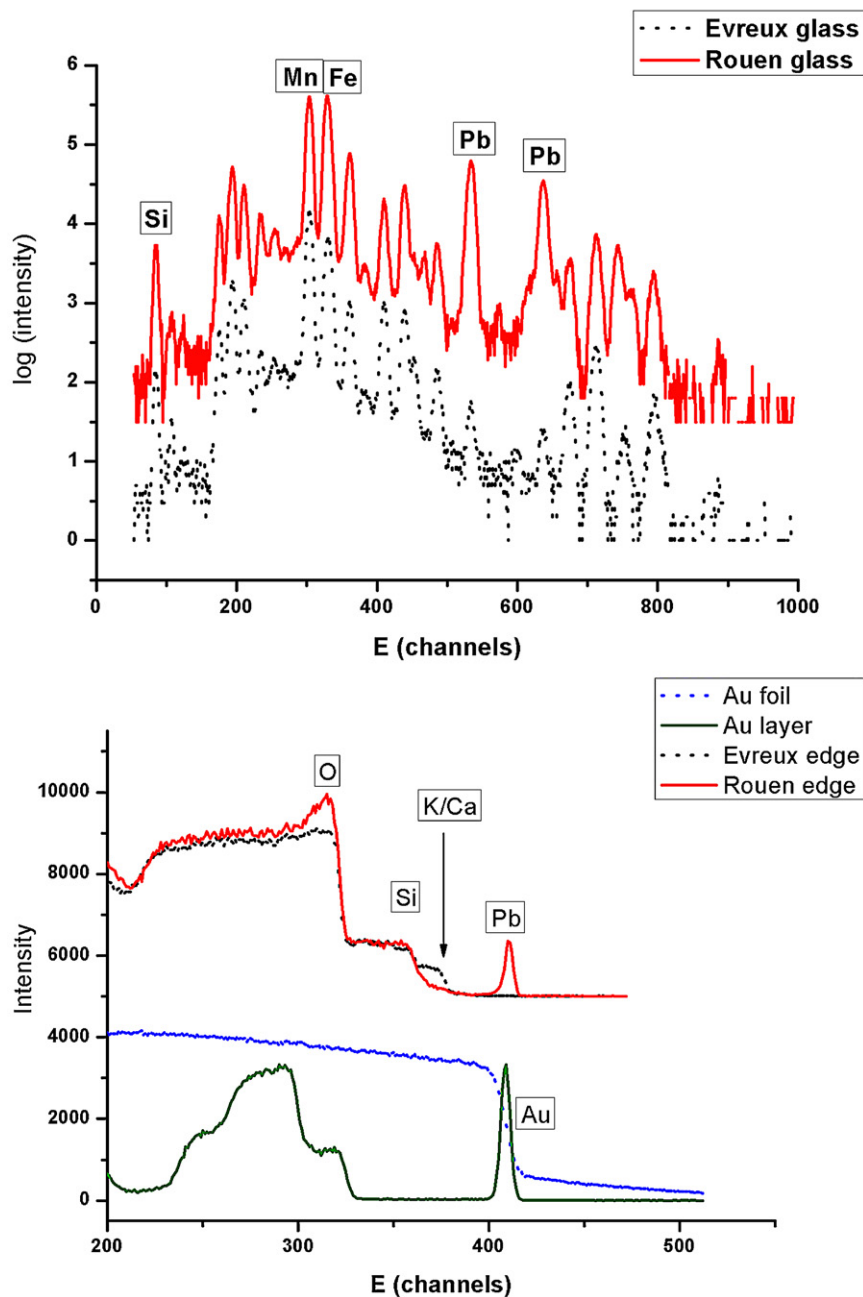 Evreux glass
Rouen glass
6
5
4
3
2
1
0
log (intensity)
Mn Fe
Pb
Pb
Si
0 200 400 600 800 1000
E (channels)
Au foil
Au layer
Evreux edge
Rouen edge
10000
8000
6000
4000
2000
0
Intensity
O
K/Ca
Si
Pb
Au
200 300 400 500
E (channels)